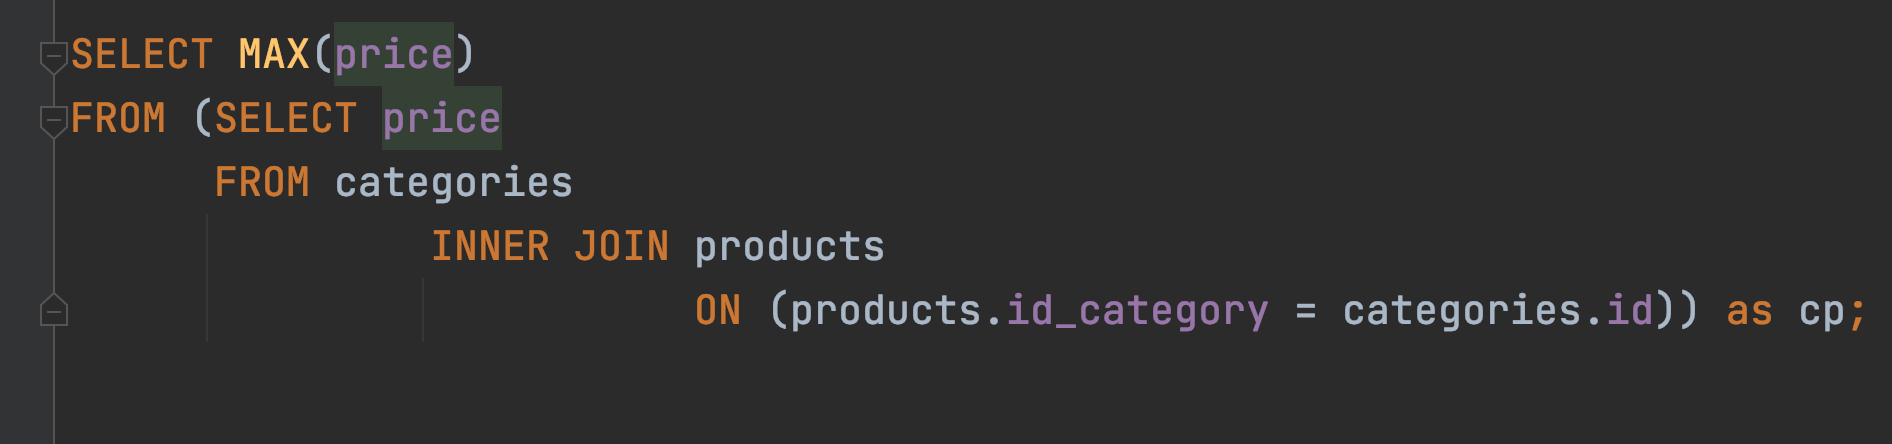 SELECT MAX(price)
FROM (SELECT price
      FROM categories
               INNER JOIN products
                          ON (products.id_category = categories.id)) as cp;